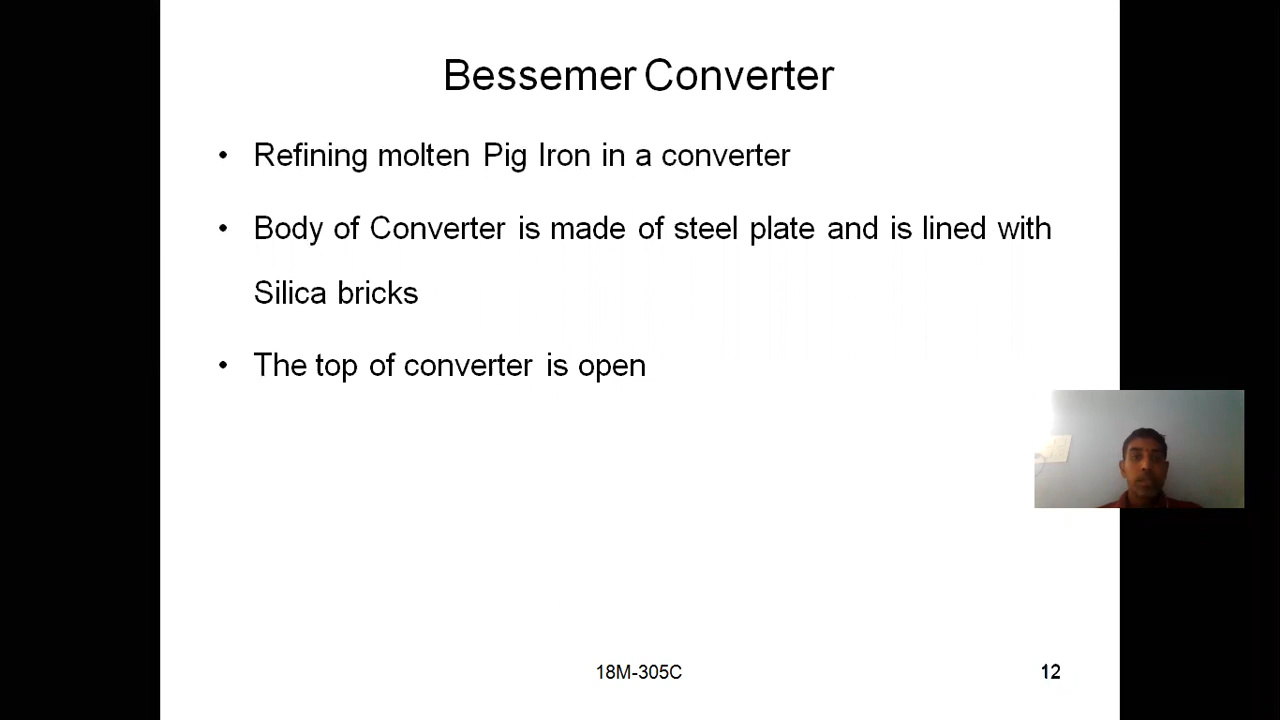 Bessemer Converter
• Refining molten Pig Iron in a converter
• Body of Converter is made of steel plate and is lined with
Silica bricks
• The top of converter is open
18M-305C
12